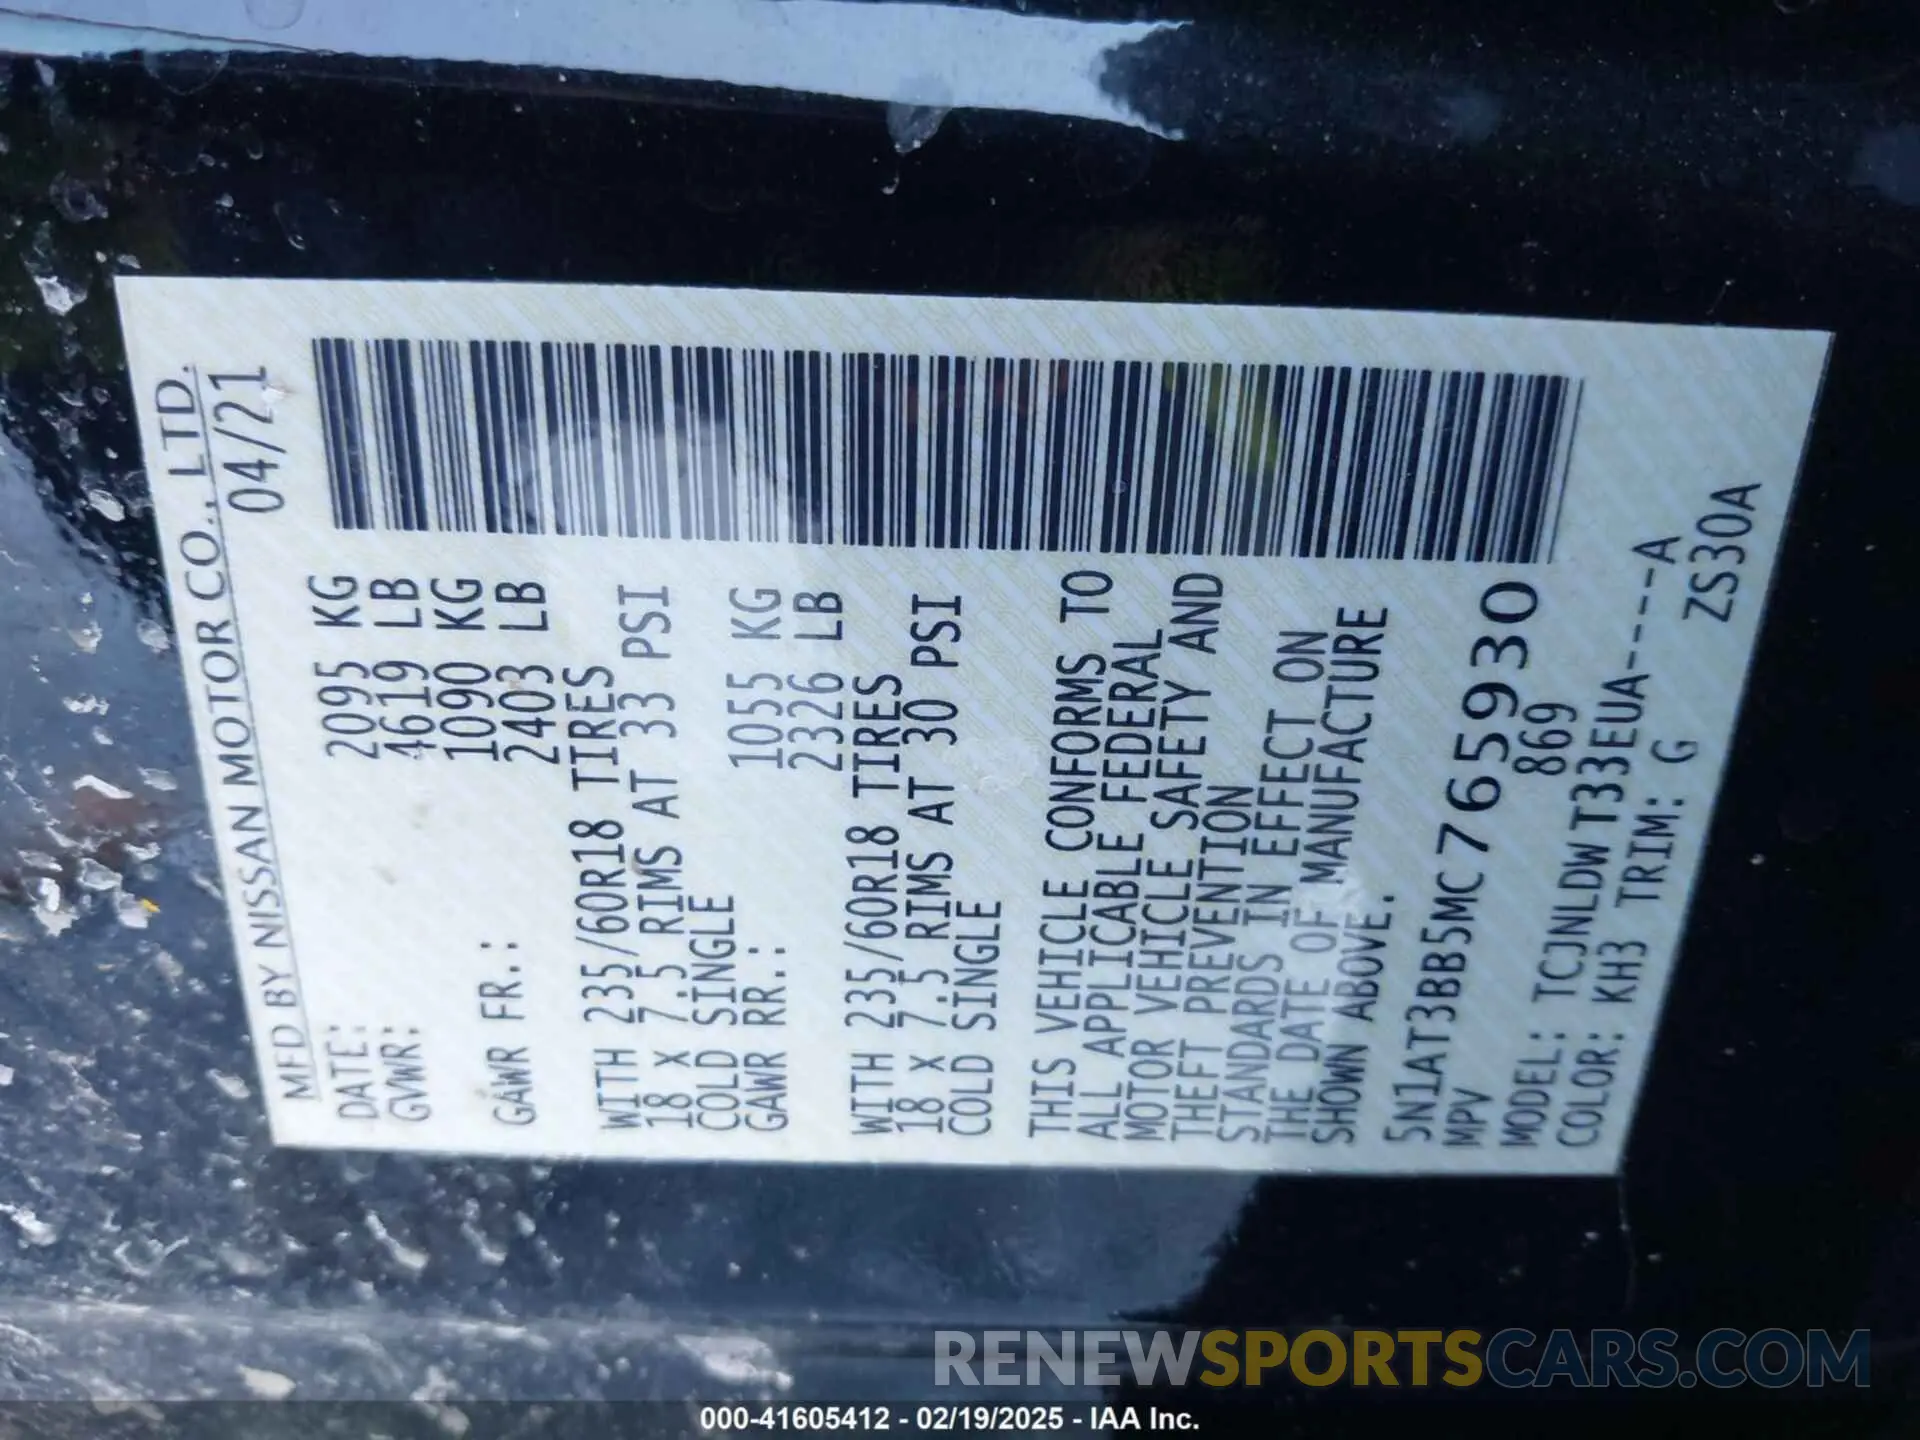 MFD BY NISSAN MOTOR CO., LTD.
DATE: 04/21
GVWR: 2095 KG
4619 LB
GAWR FR.: 1090 KG
2403 LB
WITH 235/60R18 TIRES
18 X 7.5 RIMS AT 33 PSI
COLD SINGLE
GAWR RR.: 1055 KG
2326 LB
WITH 235/60R18 TIRES
18 X 7.5 RIMS AT 30 PSI
COLD SINGLE
THIS VEHICLE CONFORMS TO
ALL APPLICABLE FEDERAL
MOTOR VEHICLE SAFETY AND
THEFT PREVENTION
STANDARDS IN EFFECT ON
THE DATE OF MANUFACTURE
SHOWN ABOVE.
5N1AT3BB5MC765930
MPV 869
MODEL: TCJNLDWT33EUA-----A
COLOR: KH3 TRIM: G ZS30A
RENEWSPORTSCARS.COM
000-41605412 - 02/19/2025 - IAA Inc.